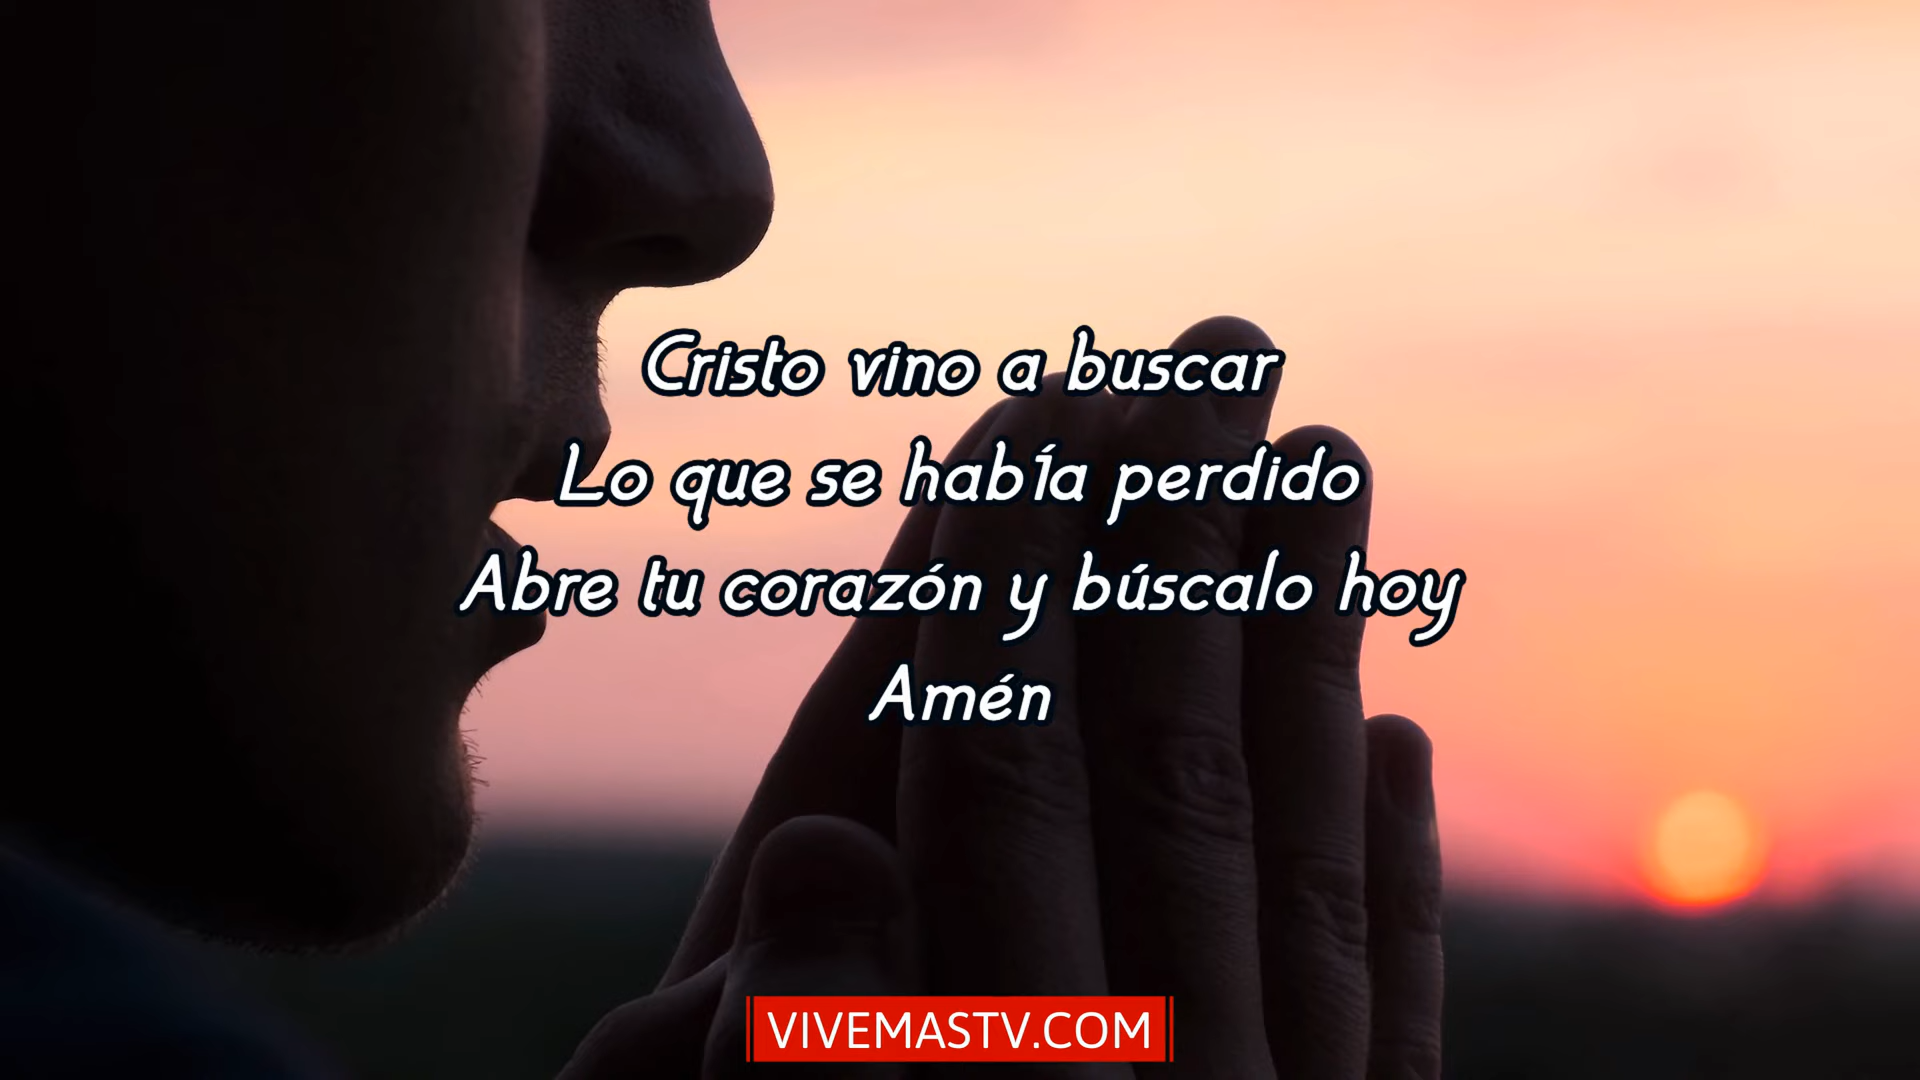 Cristo vino a buscar
Lo que se había perdido
Abre tu corazón y búscalo hoy
Amén
VIVEMASTV.COM